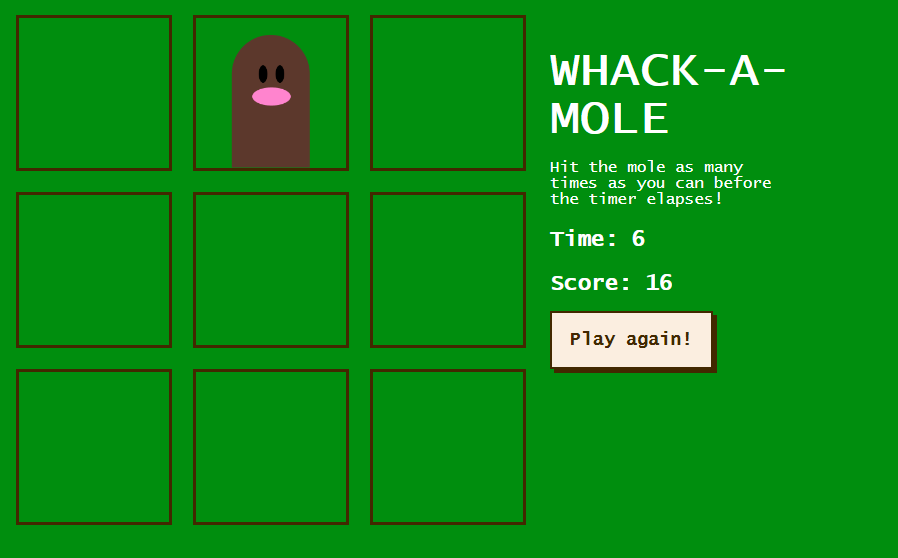 WHACK-A-
MOLE
Hit the mole as many
times as you can before
the timer elapses!
Time: 6
Score: 16
Play again!